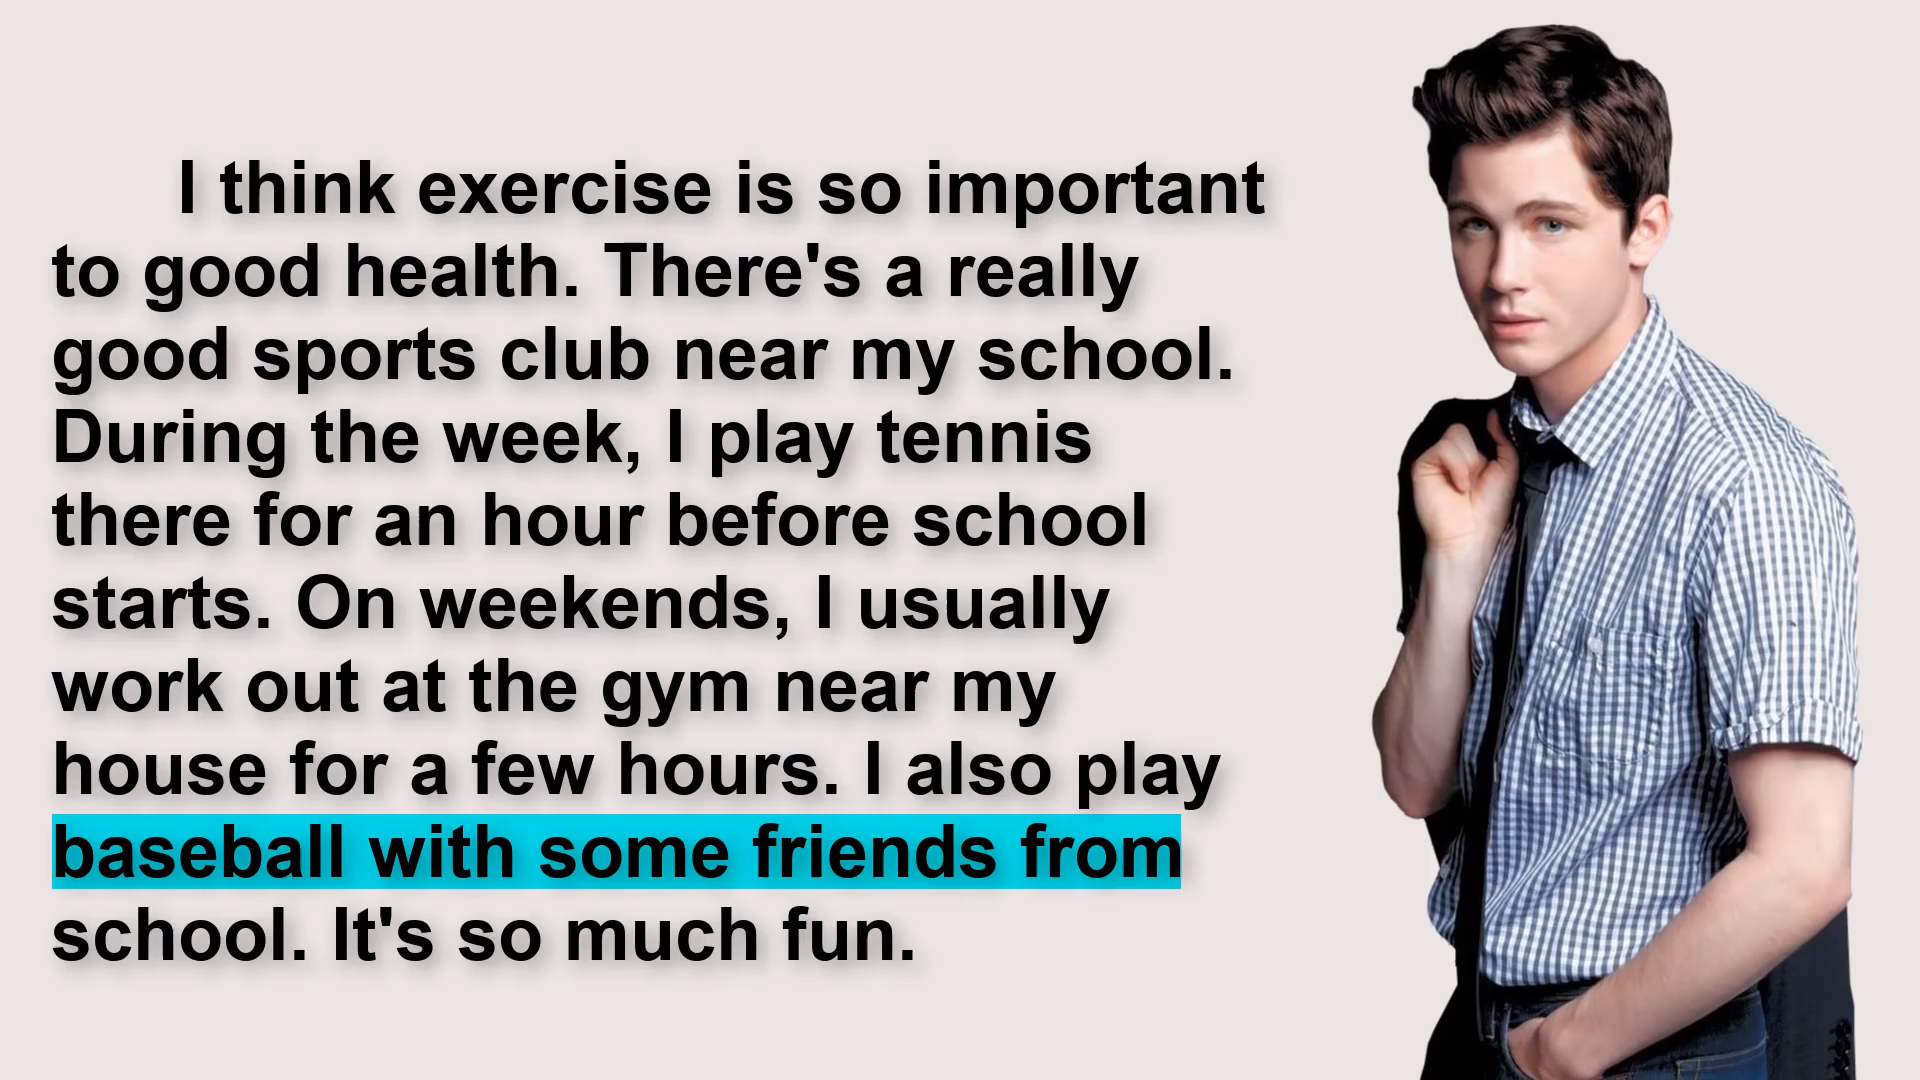 I think exercise is so important
to good health. There's a really
good sports club near my school.
During the week, I play tennis
there for an hour before school
starts. On weekends, I usually
work out at the gym near my
house for a few hours. I also play
baseball with some friends from
school. It's so much fun.